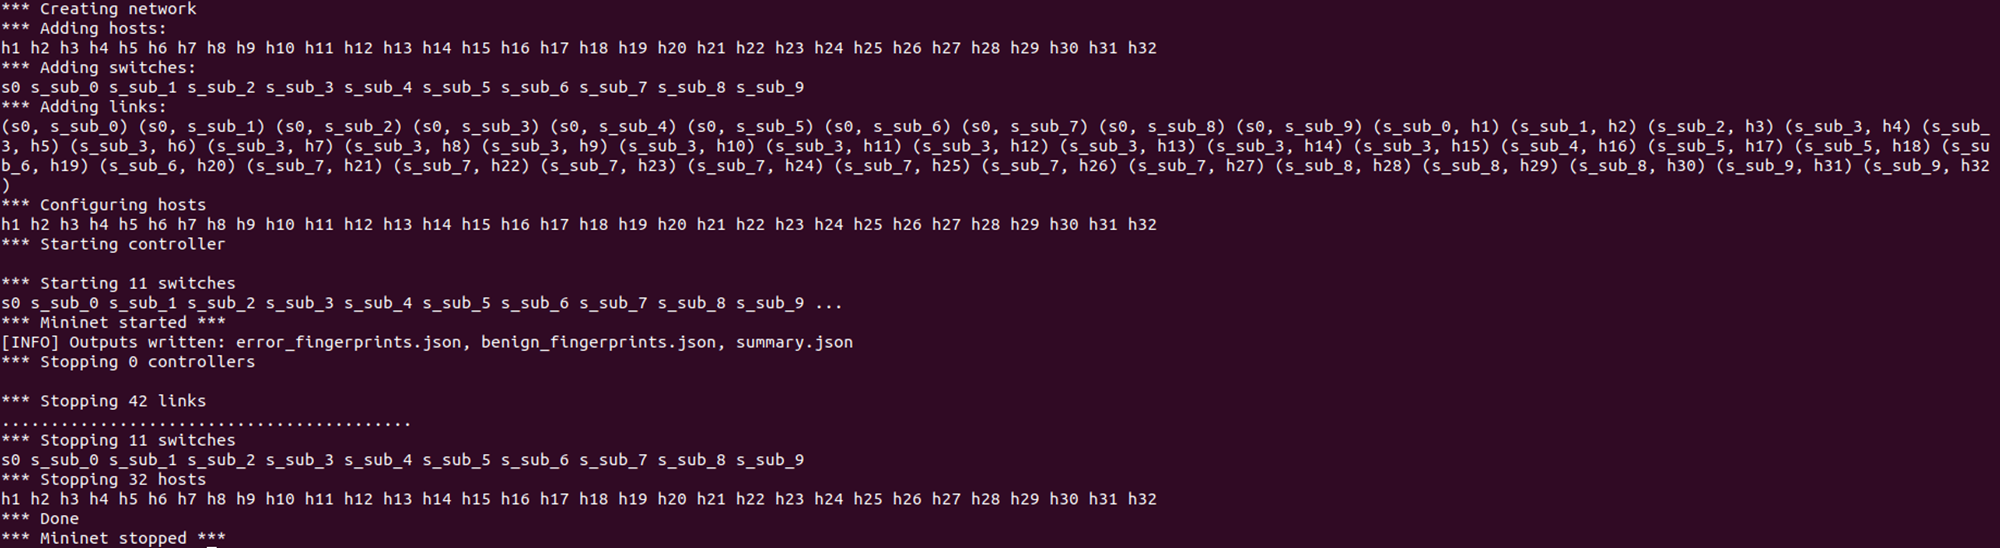 *** Creating network
*** Adding hosts:
h1 h2 h3 h4 h5 h6 h7 h8 h9 h10 h11 h12 h13 h14 h15 h16 h17 h18 h19 h20 h21 h22 h23 h24 h25 h26 h27 h28 h29 h30 h31 h32
*** Adding switches:
s0 s_sub_0 s_sub_1 s_sub_2 s_sub_3 s_sub_4 s_sub_5 s_sub_6 s_sub_7 s_sub_8 s_sub_9
*** Adding links:
(s0, s_sub_0) (s0, s_sub_1) (s0, s_sub_2) (s0, s_sub_3) (s0, s_sub_4) (s0, s_sub_5) (s0, s_sub_6) (s0, s_sub_7) (s0, s_sub_8) (s0, s_sub_9) (s_sub_0, h1) (s_sub_1, h2) (s_sub_2, h3) (s_sub_3, h4) (s_sub_
3, h5) (s_sub_3, h6) (s_sub_3, h7) (s_sub_3, h8) (s_sub_3, h9) (s_sub_3, h10) (s_sub_3, h11) (s_sub_3, h12) (s_sub_3, h13) (s_sub_3, h14) (s_sub_3, h15) (s_sub_4, h16) (s_sub_5, h17) (s_sub_5, h18) (s_su
b_6, h19) (s_sub_6, h20) (s_sub_7, h21) (s_sub_7, h22) (s_sub_7, h23) (s_sub_7, h24) (s_sub_7, h25) (s_sub_7, h26) (s_sub_7, h27) (s_sub_8, h28) (s_sub_8, h29) (s_sub_8, h30) (s_sub_9, h31) (s_sub_9, h32
)
*** Configuring hosts
h1 h2 h3 h4 h5 h6 h7 h8 h9 h10 h11 h12 h13 h14 h15 h16 h17 h18 h19 h20 h21 h22 h23 h24 h25 h26 h27 h28 h29 h30 h31 h32
*** Starting controller
*** Starting 11 switches
s0 s_sub_0 s_sub_1 s_sub_2 s_sub_3 s_sub_4 s_sub_5 s_sub_6 s_sub_7 s_sub_8 s_sub_9 ...
*** Mininet started ***
[INFO] Outputs written: error_fingerprints.json, benign_fingerprints.json, summary.json
*** Stopping 0 controllers
*** Stopping 42 links
..........................................
*** Stopping 11 switches
s0 s_sub_0 s_sub_1 s_sub_2 s_sub_3 s_sub_4 s_sub_5 s_sub_6 s_sub_7 s_sub_8 s_sub_9
*** Stopping 32 hosts
h1 h2 h3 h4 h5 h6 h7 h8 h9 h10 h11 h12 h13 h14 h15 h16 h17 h18 h19 h20 h21 h22 h23 h24 h25 h26 h27 h28 h29 h30 h31 h32
*** Done
*** Mininet stopped ***